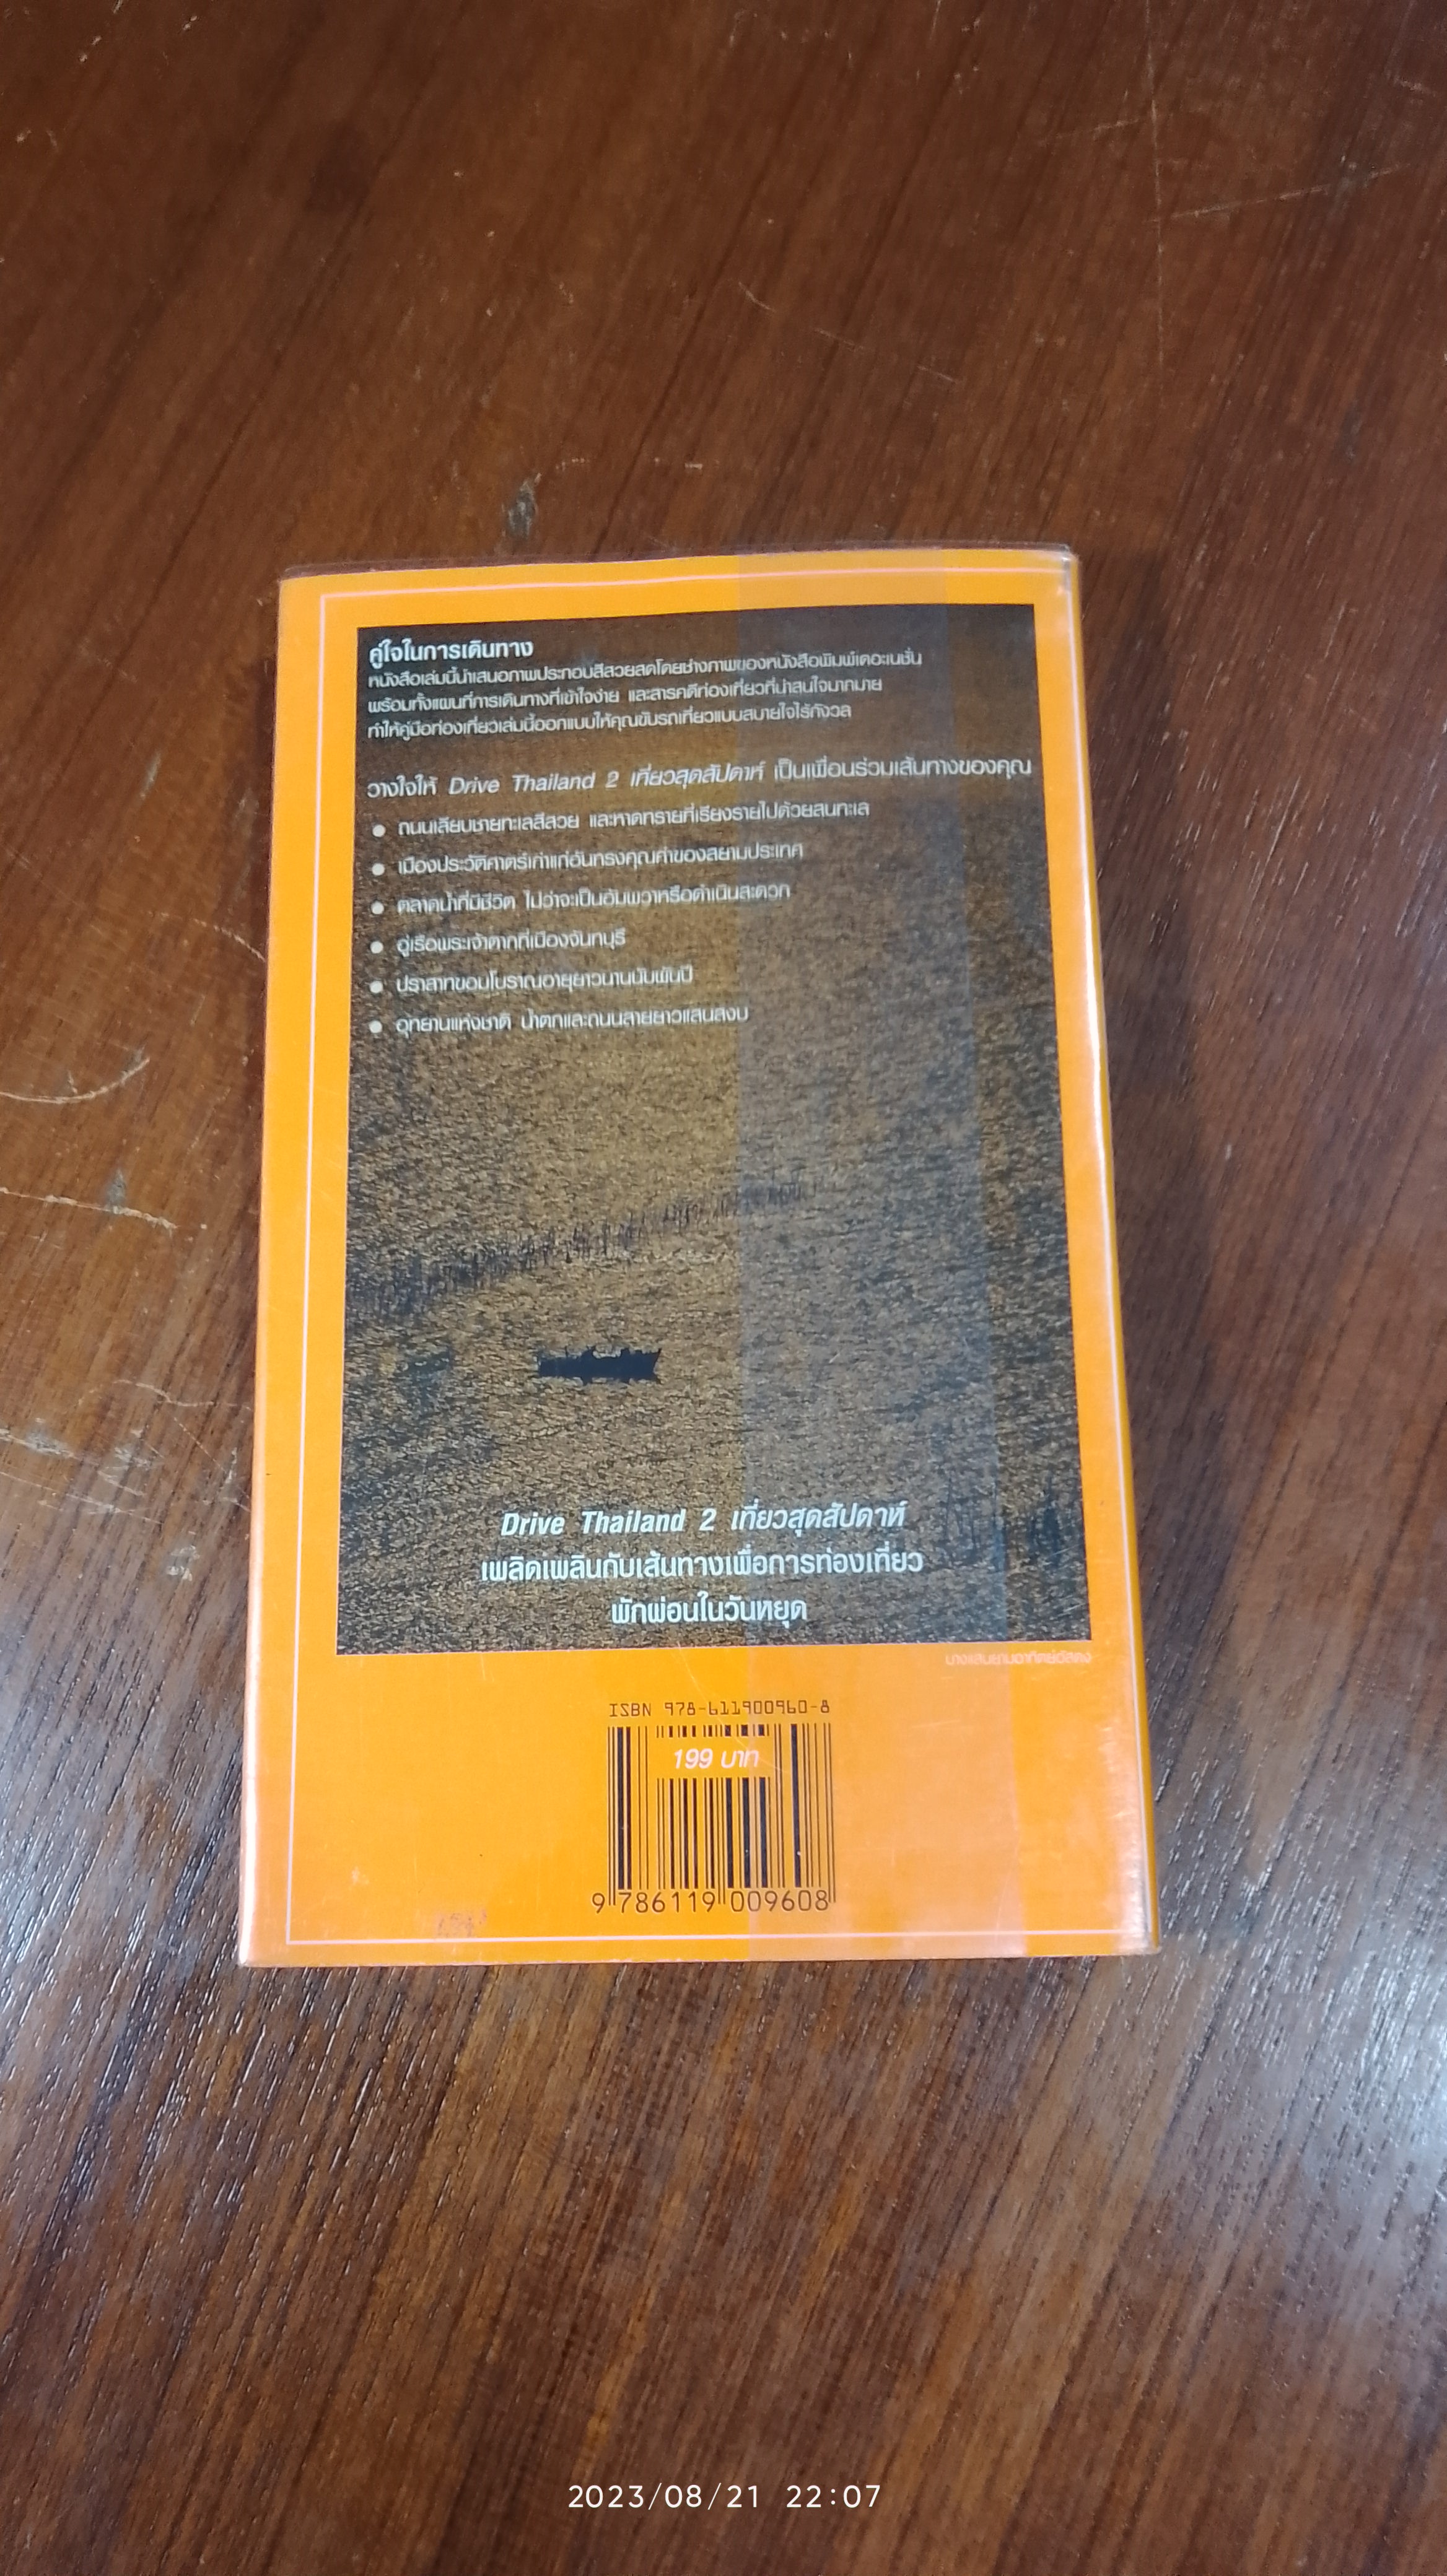 คู่ใจในการเดินทาง
หนังสือเล่มนี้นำเสนอภาพประกอบสีสวยสดโดยช่างภาพของหนังสือพิมพ์เดอะเนชั่น
พร้อมทั้งแผนที่การเดินทางที่เข้าใจง่าย และสารคดีท่องเที่ยวที่น่าสนใจมากมาย
ทำให้คู่มือท่องเที่ยวเล่มนี้ออกแบบให้คุณขับรถเที่ยวแบบสบายใจไร้กังวล
วางใจให้ Drive Thailand 2 เที่ยวสุดสัปดาห์ เป็นเพื่อนร่วมเส้นทางของคุณ
● ถนนเลียบชายทะเลสีสวย และหาดทรายที่เรียงรายไปด้วยสนทะเล
● เมืองประวัติศาตร์เก่าแก่อันทรงคุณค่าของสยามประเทศ
● ตลาดน้ำที่มีชีวิต ไม่ว่าจะเป็นอัมพวาหรือดำเนินสะดวก
● อู่เรือพระเจ้าตากที่เมืองจันทบุรี
● ปราสาทขอมโบราณอายุยาวนานนับพันปี
● อุทยานแห่งชาติ น้ำตกและถนนสายยาวแสนสงบ
Drive Thailand 2 เที่ยวสุดสัปดาห์
เพลิดเพลินกับเส้นทางเพื่อการท่องเที่ยว
พักผ่อนในวันหยุด
บางแสนยามอาทิตย์อัสดง
ISBN 978-611900960-8
199 บาท
9 786119 009608
2023/08/21 22:07